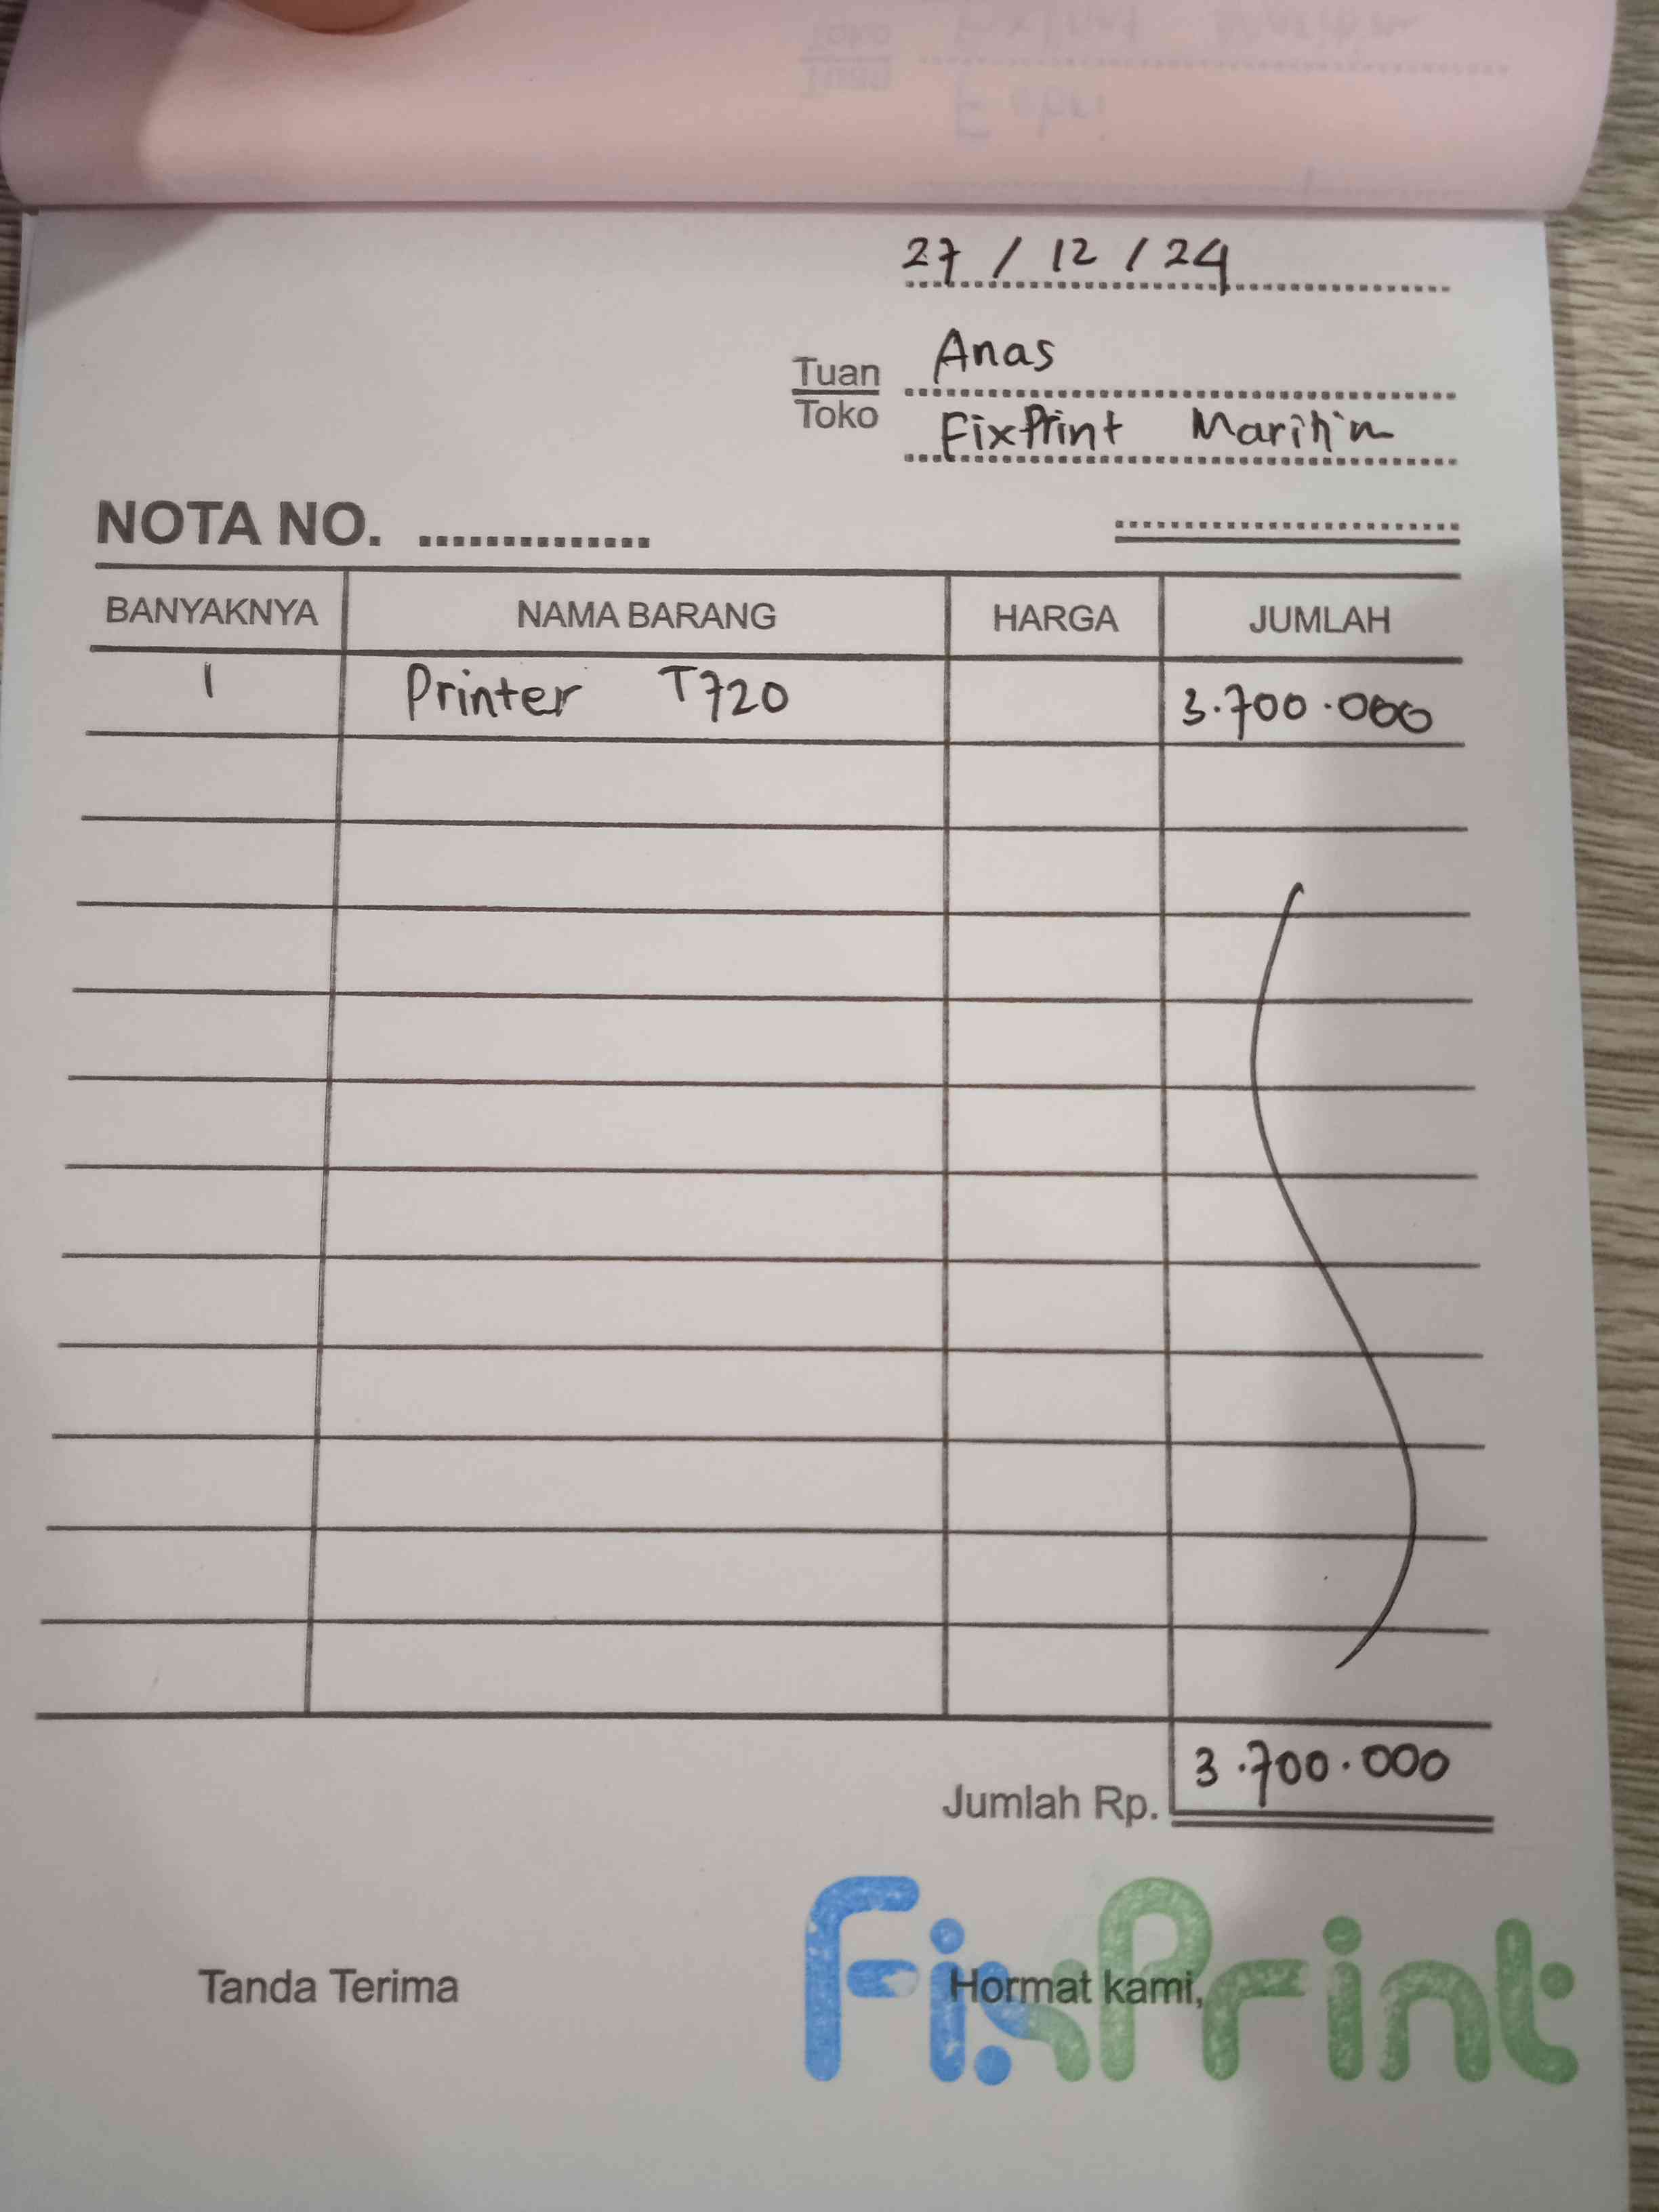 27 / 12 / 24
Anas
Tuan
Toko
FixPrint
NOTA NO. ..............
BANYAKNYA NAMA BARANG HARGA JUMLAH
1 Printer T720 3.700.000
Jumlah Rp. 3.700.000
Tanda Terima Hormat kami,
FixPrint